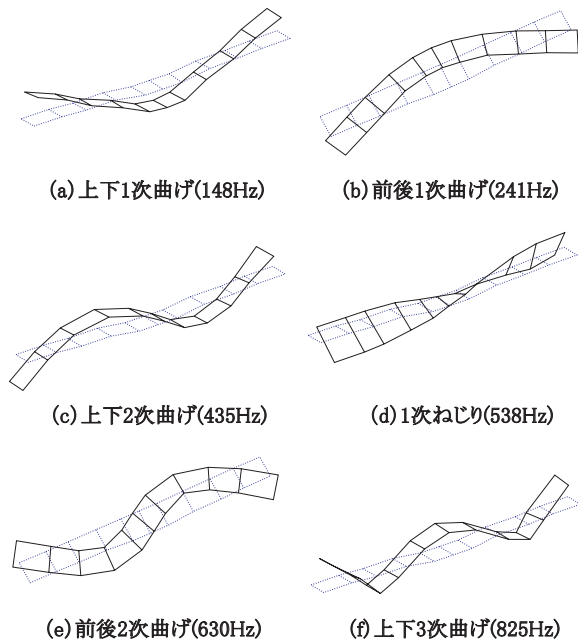 (a)上下1次曲げ(148Hz)
(b)前後1次曲げ(241Hz)
(c)上下2次曲げ(435Hz)
(d)1次ねじり(538Hz)
(e)前後2次曲げ(630Hz)
(f)上下3次曲げ(825Hz)